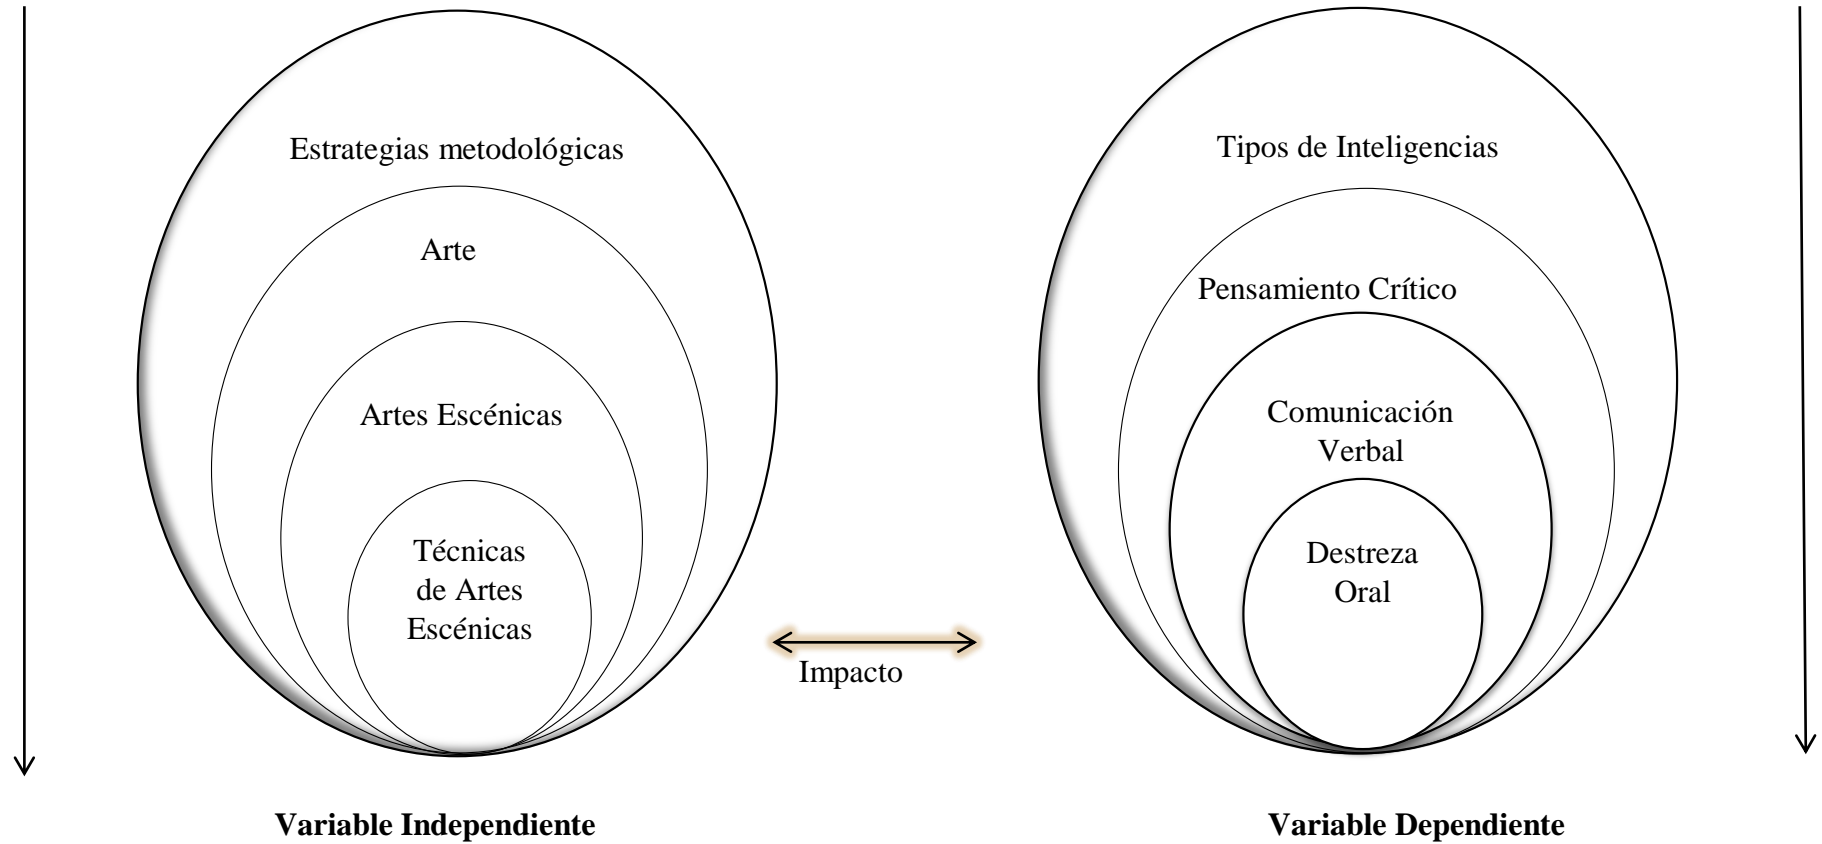 Estrategias metodológicas
Arte
Artes Escénicas
Técnicas
de Artes
Escénicas
Impacto
Tipos de Inteligencias
Pensamiento Crítico
Comunicación
Verbal
Destreza
Oral
Variable Independiente
Variable Dependiente